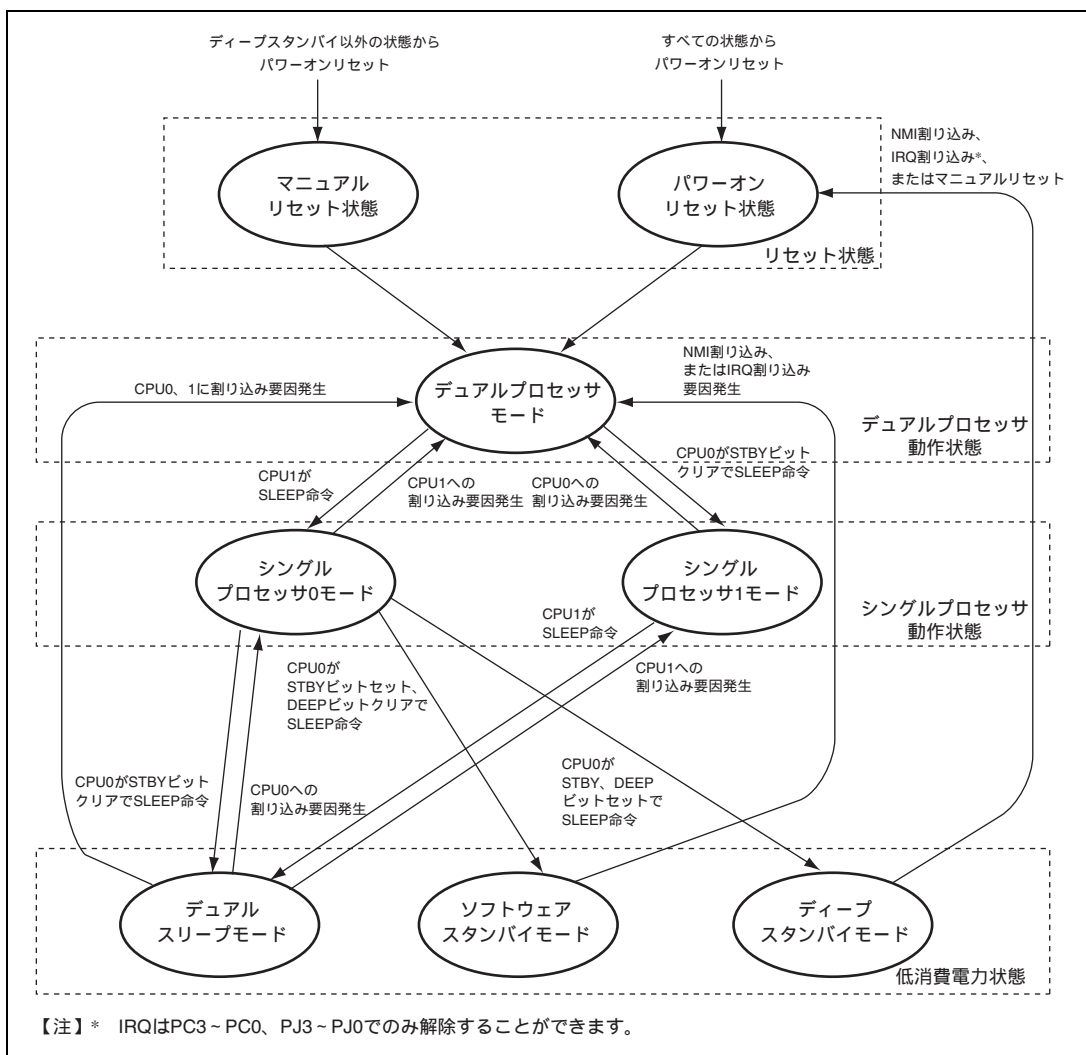 ディープスタンバイ以外の状態から
パワーオンリセット
すべての状態から
パワーオンリセット
NMI割り込み、
IRQ割り込み*、
またはマニュアルリセット
マニュアル
リセット状態
パワーオン
リセット状態
リセット状態
CPU0、1に割り込み要因発生
デュアルプロセッサ
モード
NMI割り込み、
またはIRQ割り込み
要因発生
デュアルプロセッサ
動作状態
CPU1が
SLEEP命令
CPU1への
割り込み要因発生
CPU0への
割り込み要因発生
CPU0がSTBYビット
クリアでSLEEP命令
シングル
プロセッサ0モード
シングル
プロセッサ1モード
シングルプロセッサ
動作状態
CPU0が
STBYビットセット、
DEEPビットクリアで
SLEEP命令
CPU1が
SLEEP命令
CPU1への
割り込み要因発生
CPU0がSTBYビット
クリアでSLEEP命令
CPU0への
割り込み要因発生
CPU0が
STBY、DEEP
ビットセットで
SLEEP命令
デュアル
スリープモード
ソフトウェア
スタンバイモード
ディープ
スタンバイモード
低消費電力状態
【注】* IRQはPC3~PC0、PJ3~PJ0でのみ解除することができます。